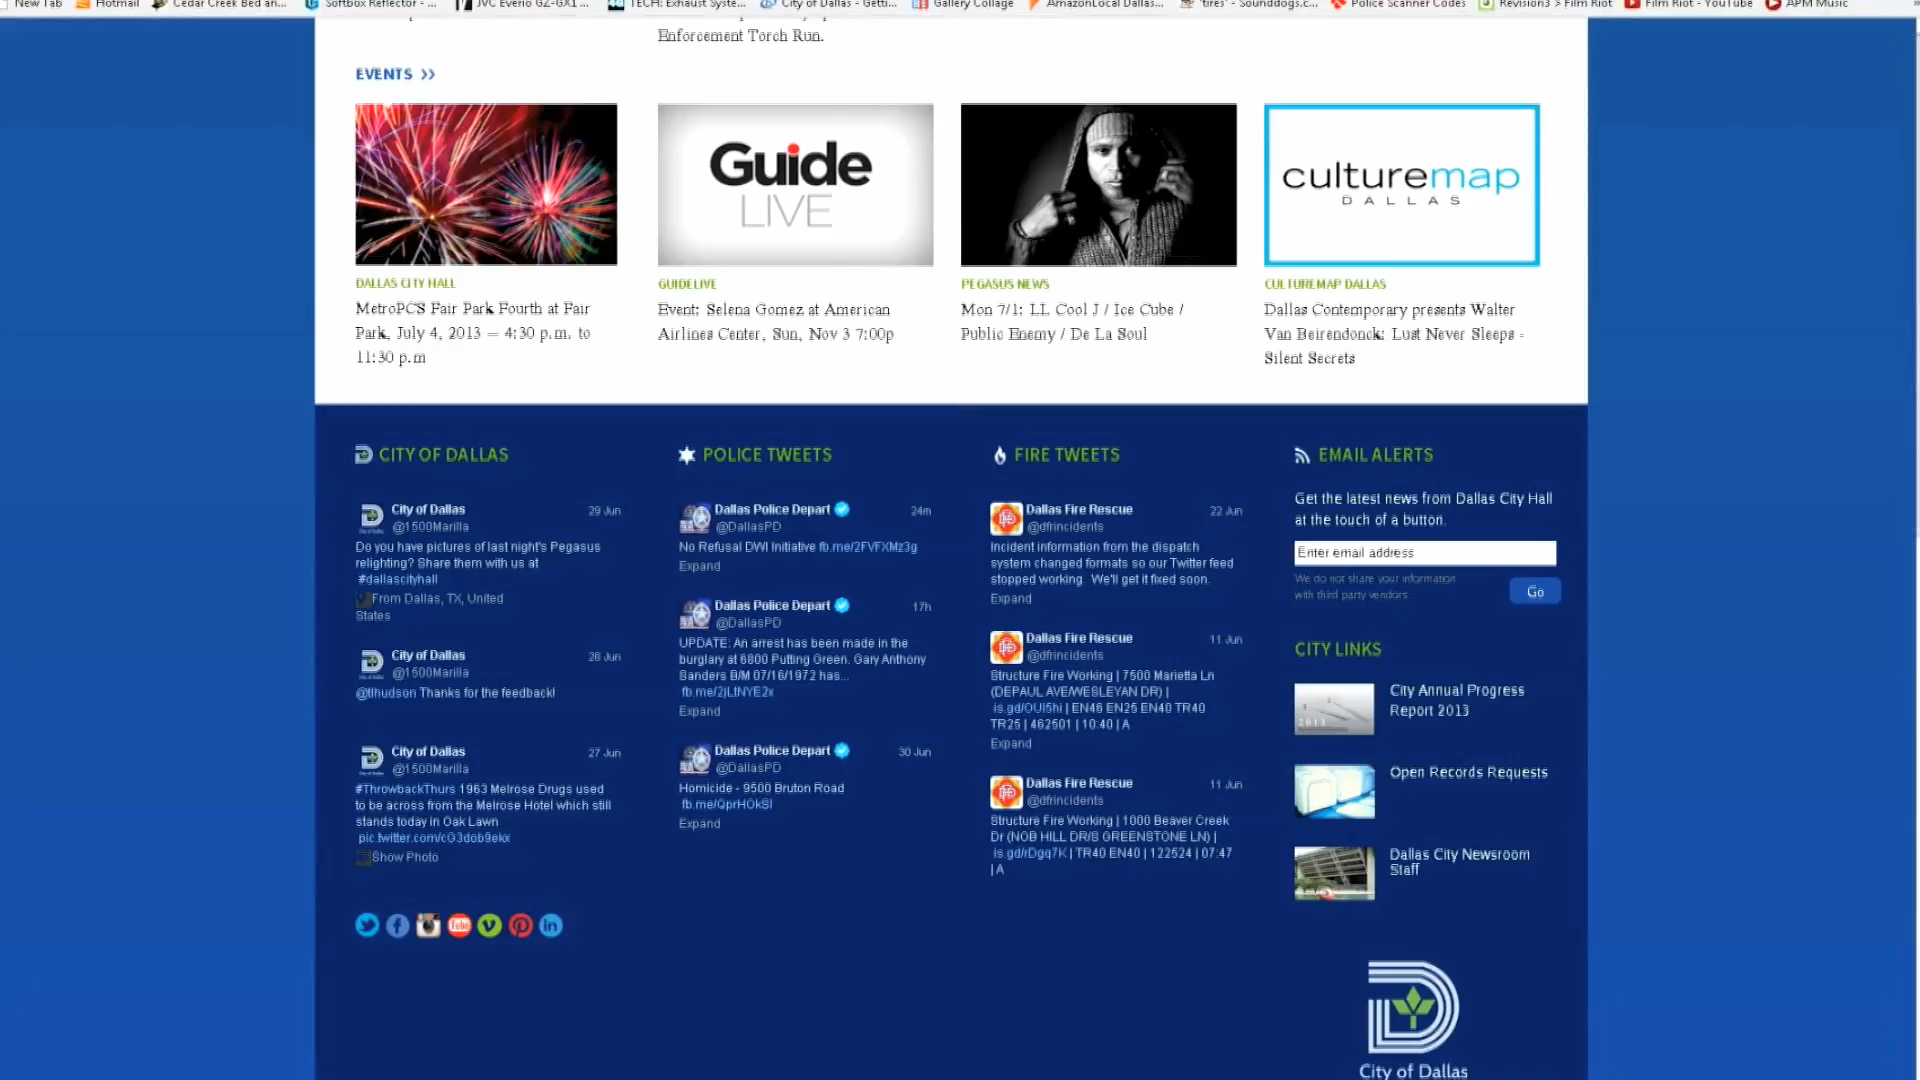 New Tab Hotmail Cedar Creek Bed an... Softbox Reflector - ... JVC Everio GZ-GX1 ... TECH: Exhaust Syste... City of Dallas - Getti... Gallery Collage AmazonLocal Dallas... 'tires' - Sounddogs.c... Police Scanner Codes Revision3 > Film Riot Film Riot - YouTube APM Music
Enforcement Torch Run.
EVENTS >>
Guide
LIVE
culturemap
DALLAS
DALLAS CITY HALL
MetroPCS Fair Park Fourth at Fair
Park, July 4, 2013 – 4:30 p.m. to
11:30 p.m
GUIDELIVE
Event: Selena Gomez at American
Airlines Center, Sun, Nov 3 7:00p
PEGASUS NEWS
Mon 7/1: LL Cool J / Ice Cube /
Public Enemy / De La Soul
CULTUREMAP DALLAS
Dallas Contemporary presents Walter
Van Beirendonck: Lust Never Sleeps -
Silent Secrets
CITY OF DALLAS
City of Dallas 29 Jun
@1500Marilla
Do you have pictures of last night's Pegasus
relighting? Share them with us at
#dallascityhall
From Dallas, TX, United
States
City of Dallas 28 Jun
@1500Marilla
@tlhudson Thanks for the feedback!
City of Dallas 27 Jun
@1500Marilla
#ThrowbackThurs 1963 Melrose Drugs used
to be across from the Melrose Hotel which still
stands today in Oak Lawn
pic.twitter.com/cG3dob9ekx
Show Photo
POLICE TWEETS
Dallas Police Depart 24m
@DallasPD
No Refusal DWI Initiative fb.me/2FVFXMz3g
Expand
Dallas Police Depart 17h
@DallasPD
UPDATE: An arrest has been made in the
burglary at 6800 Putting Green. Gary Anthony
Sanders B/M 07/16/1972 has...
fb.me/2jLtNYE2x
Expand
Dallas Police Depart 30 Jun
@DallasPD
Homicide - 9500 Bruton Road
fb.me/QprHOkSl
Expand
FIRE TWEETS
Dallas Fire Rescue 22 Jun
@dfrincidents
Incident information from the dispatch
system changed formats so our Twitter feed
stopped working. We'll get it fixed soon.
Expand
Dallas Fire Rescue 11 Jun
@dfrincidents
Structure Fire Working | 7500 Marietta Ln
(DEPAUL AVE/WESLEYAN DR) |
is.gd/OUI5hi | EN46 EN25 EN40 TR40
TR25 | 462501 | 10:40 | A
Expand
Dallas Fire Rescue 11 Jun
@dfrincidents
Structure Fire Working | 1000 Beaver Creek
Dr (NOB HILL DR/S GREENSTONE LN) |
is.gd/rDgq7K | TR40 EN40 | 122524 | 07:47
| A
EMAIL ALERTS
Get the latest news from Dallas City Hall
at the touch of a button.
Enter email address
We do not share your information
with third party vendors.
Go
CITY LINKS
2013
City Annual Progress
Report 2013
Open Records Requests
Dallas City Newsroom
Staff
You Tube
in
City of Dallas